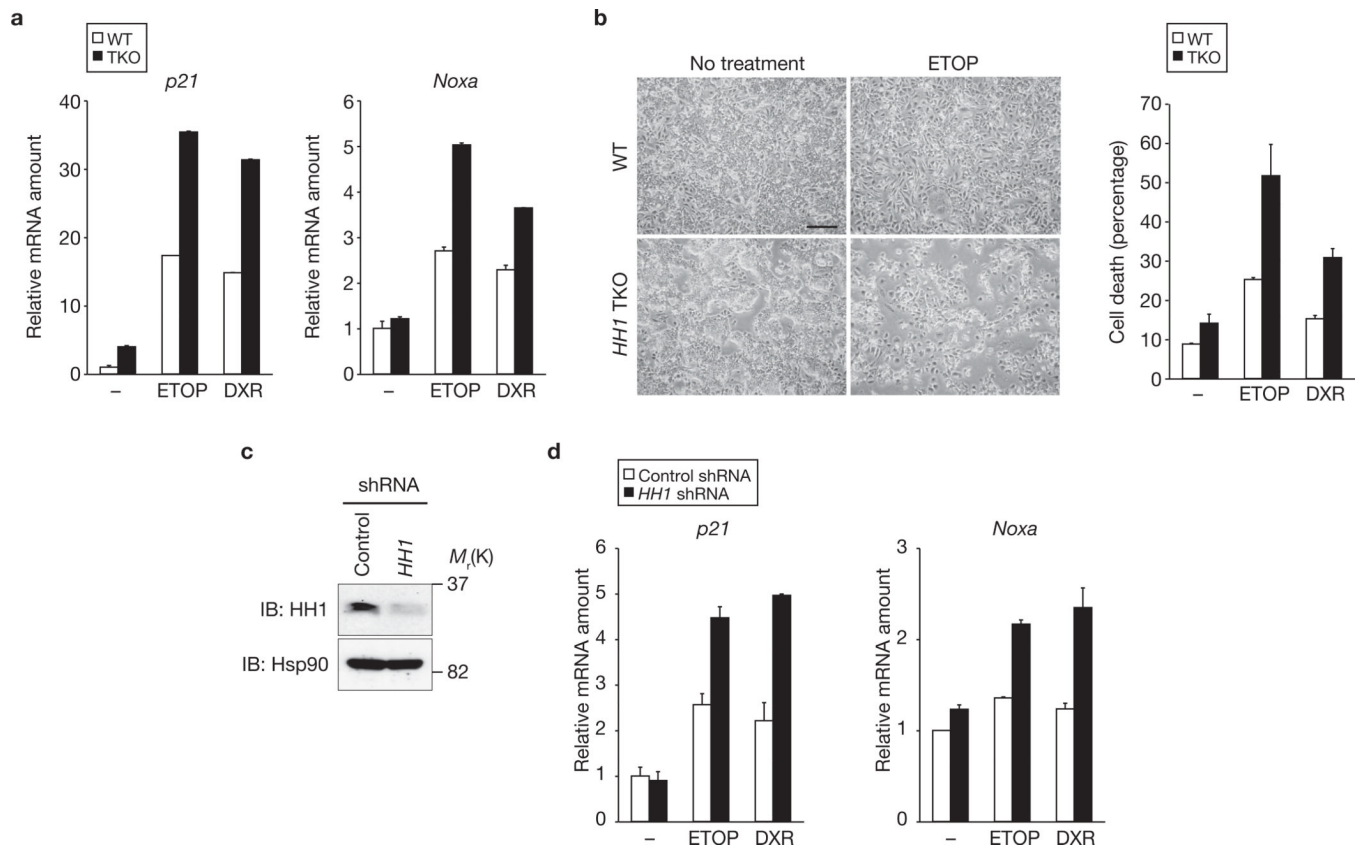 a
WT
TKO
p21
Relative mRNA amount
40
30
20
10
0
–
ETOP
DXR
Noxa
Relative mRNA amount
6
5
4
3
2
1
0
–
ETOP
DXR
b
No treatment
ETOP
WT
HH1 TKO
WT
TKO
Cell death (percentage)
70
60
50
40
30
20
10
0
–
ETOP
DXR
c
shRNA
Control
HH1
Mr(K)
37
IB: HH1
IB: Hsp90
82
d
Control shRNA
HH1 shRNA
p21
Relative mRNA amount
6
5
4
3
2
1
0
–
ETOP
DXR
Noxa
Relative mRNA amount
3
2
1
0
–
ETOP
DXR